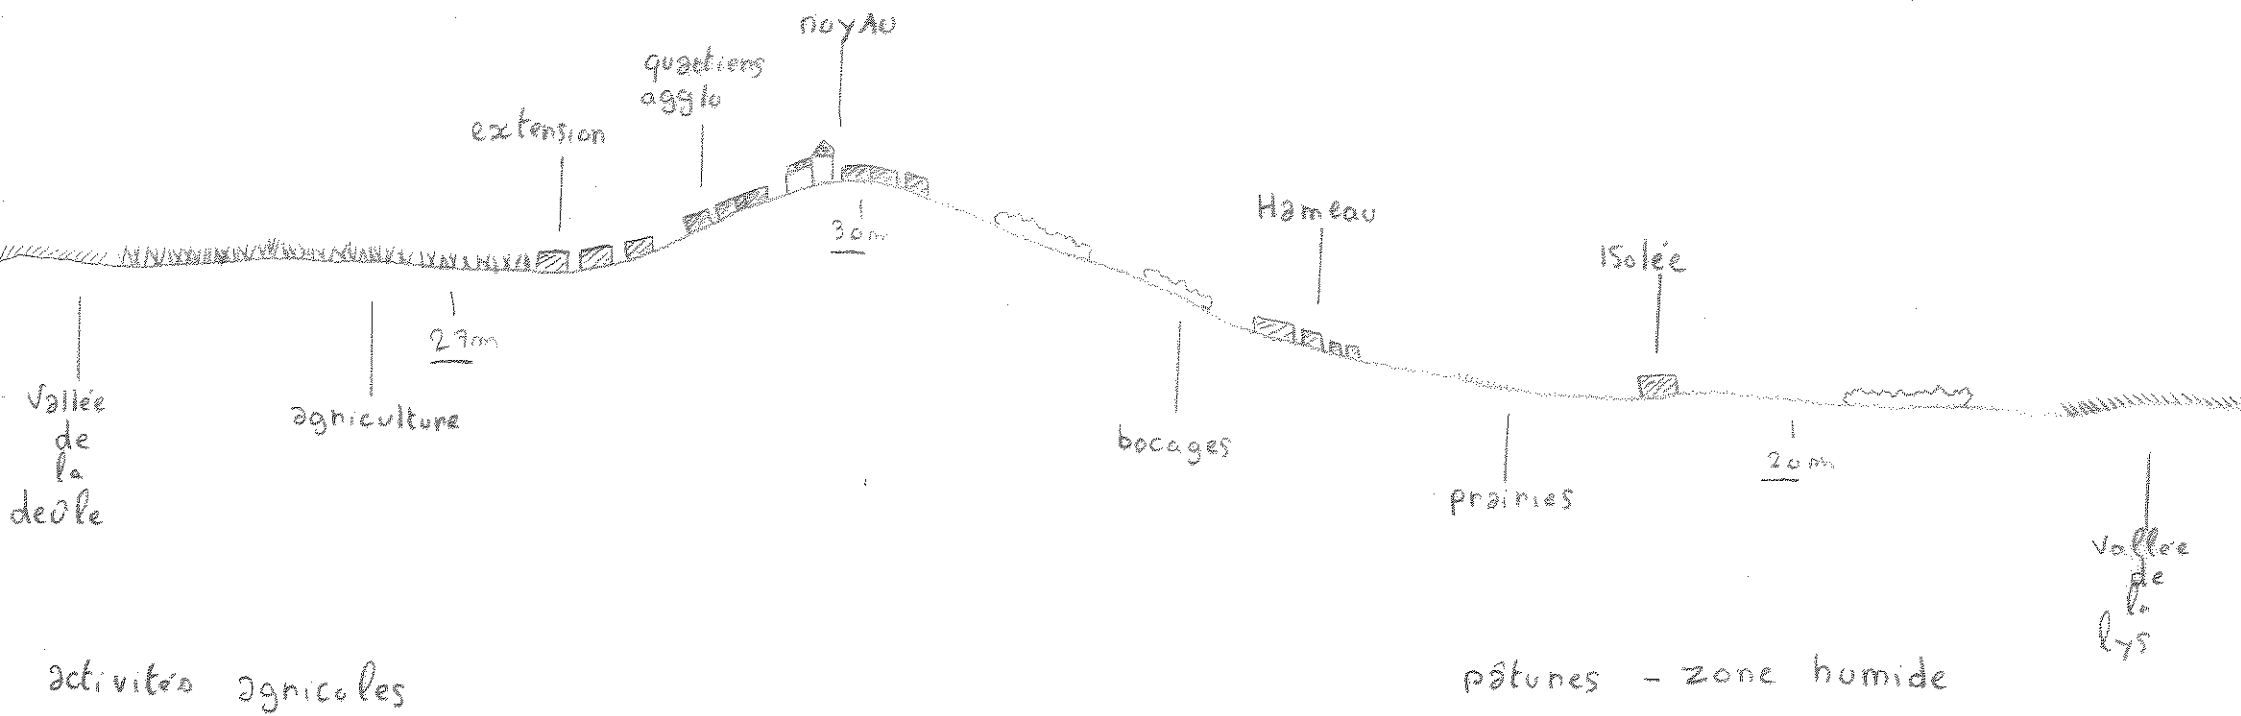 noyau
quartiers
agglo
extension
30m
Hameau
isolée
27m
Vallée
de
la
deûle
agriculture
bocages
20m
prairies
Vallée
de
la
lys
activités agricoles
pâtures - zone humide